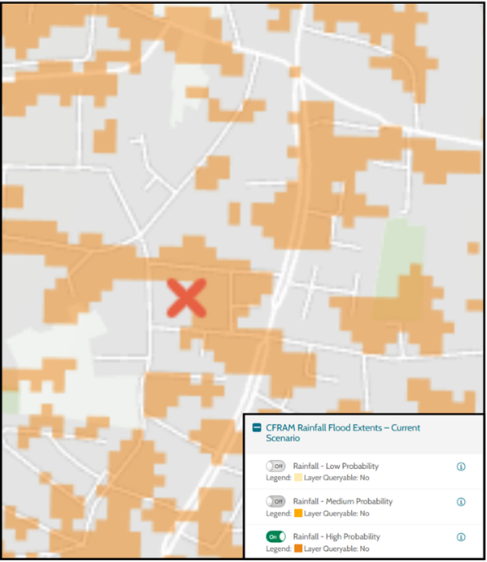 CFRAM Rainfall Flood Extents – Current
Scenario
Off Rainfall - Low Probability
Legend: Layer Queryable: No
Off Rainfall - Medium Probability
Legend: Layer Queryable: No
On Rainfall - High Probability
Legend: Layer Queryable: No